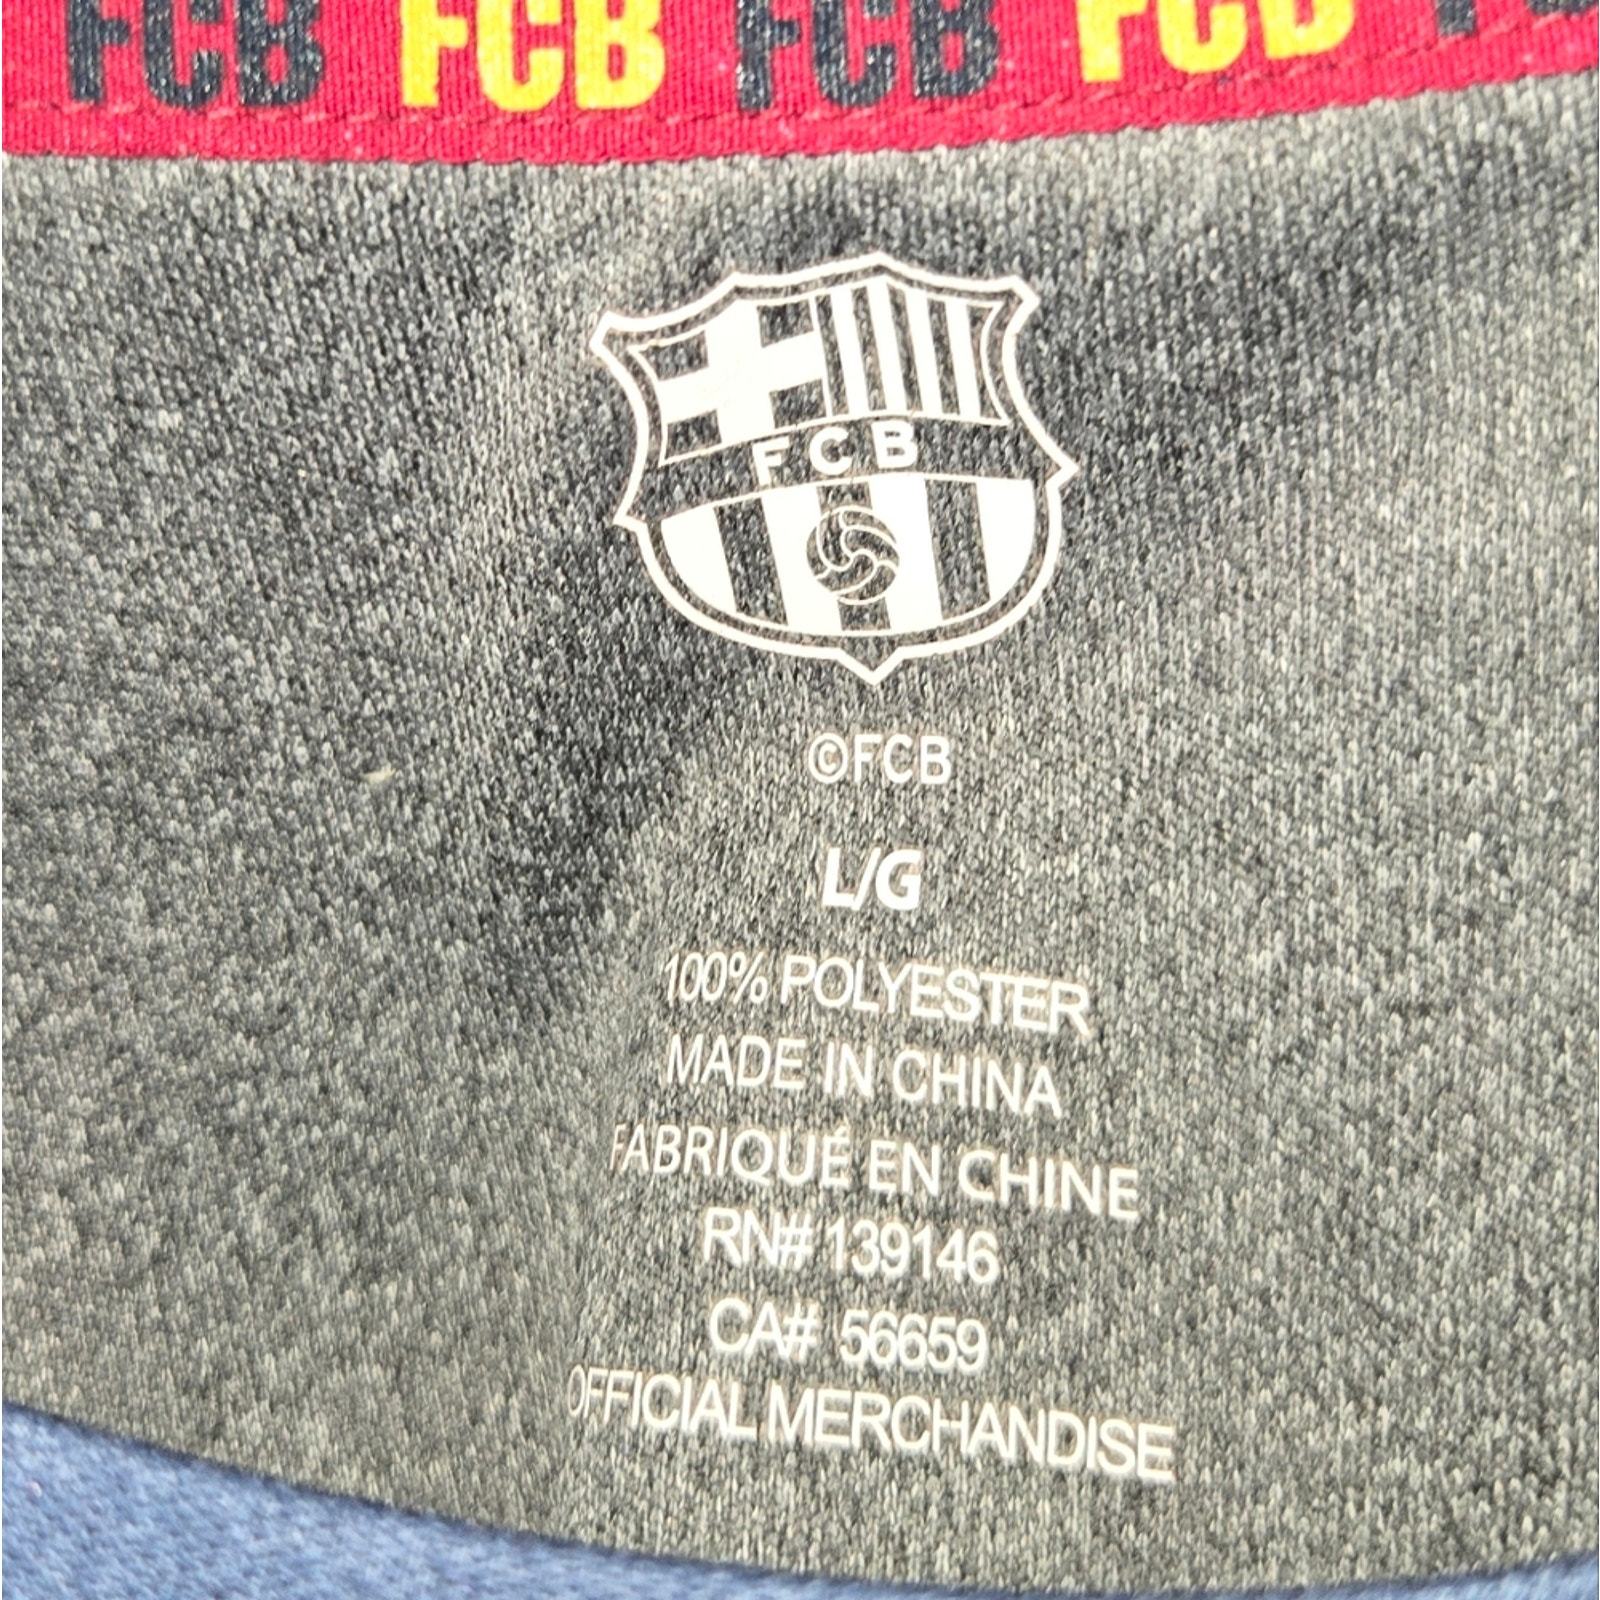 FCB FCB FCB FCB
FCB
©FCB
L/G
100% POLYESTER
MADE IN CHINA
FABRIQUÉ EN CHINE
RN# 139146
CA# 56659
OFFICIAL MERCHANDISE